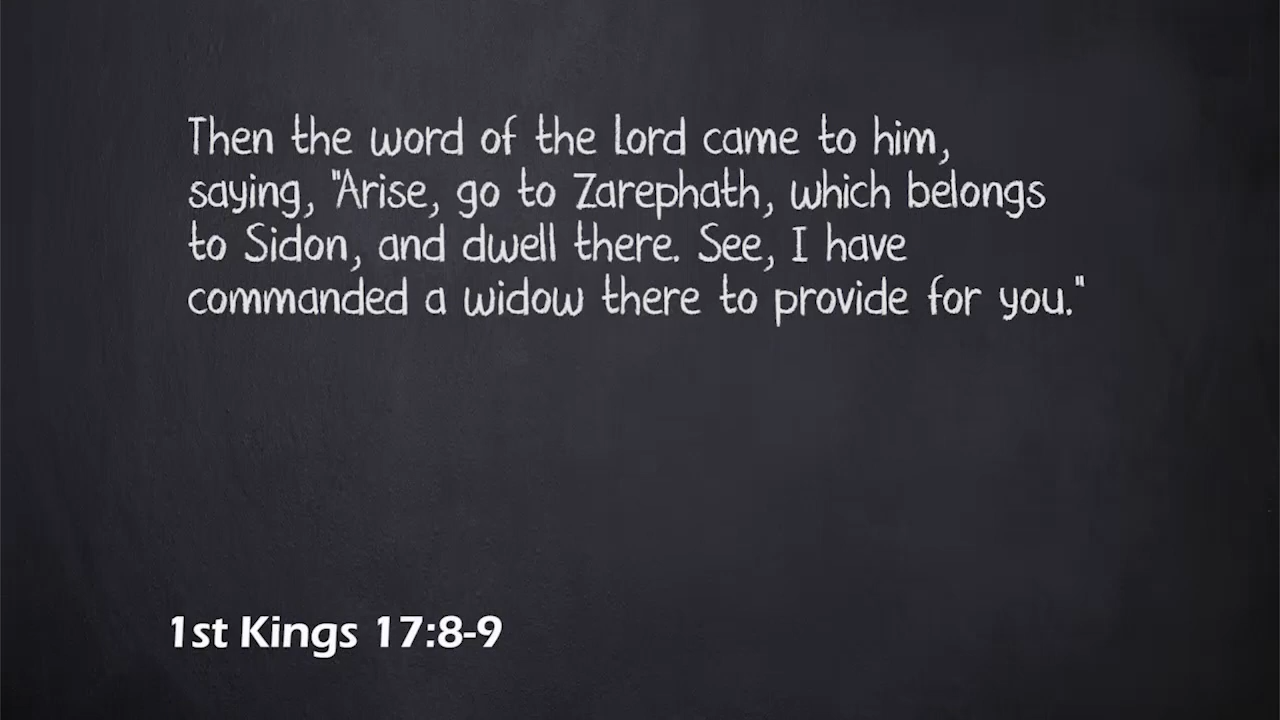 Then the word of the Lord came to him,
saying, "Arise, go to Zarephath, which belongs
to Sidon, and dwell there. See, I have
commanded a widow there to provide for you."
1st Kings 17:8-9